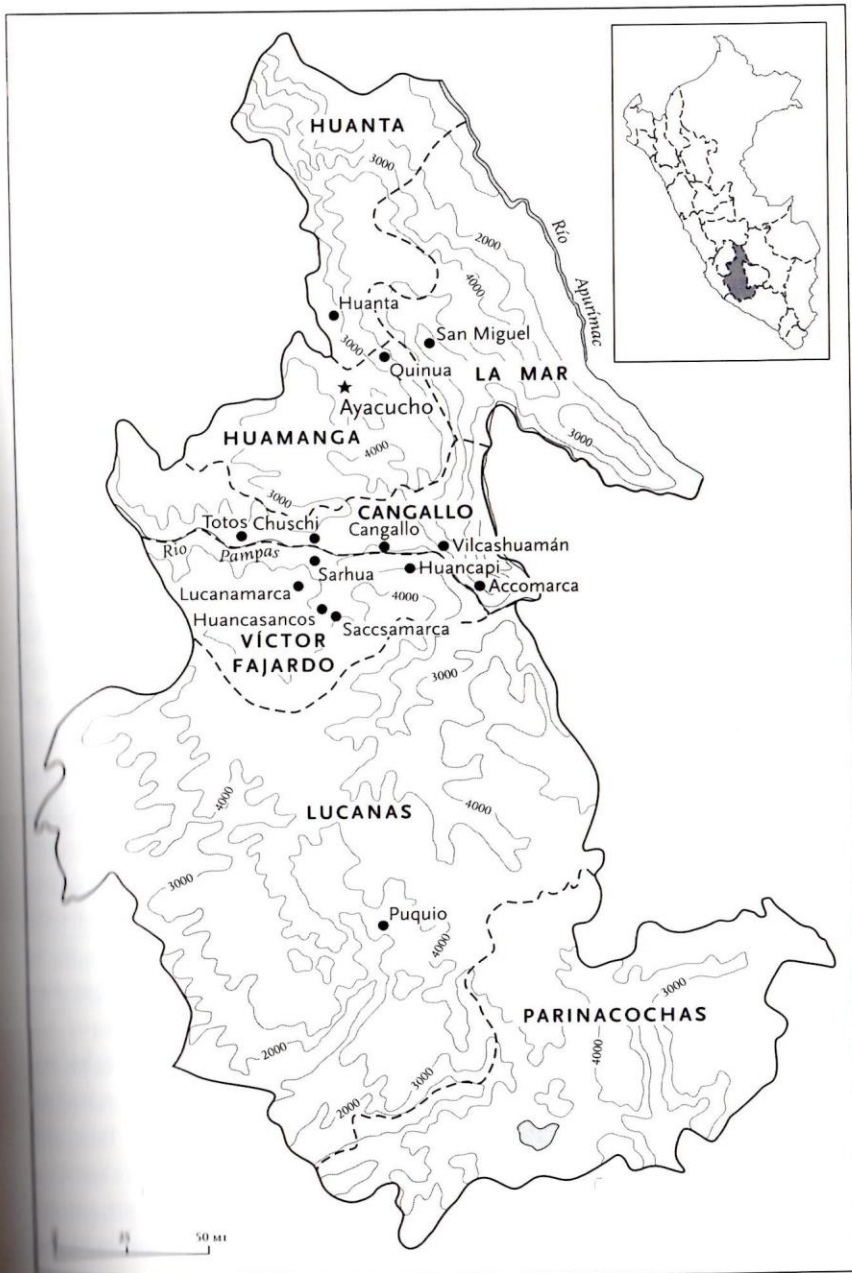 HUANTA
3000
2000
Río
Apurímac
4000
Huanta
San Miguel
3000
Quinua
LA MAR
Ayacucho
HUAMANGA
4000
3000
3000
CANGALLO
Totos
Chuschi
Cangallo
Vilcashuamán
Río
Pampas
Sarhua
Huancapi
Lucanamarca
4000
Accomarca
Huancasancos
Saccsamarca
VÍCTOR
FAJARDO
3000
LUCANAS
4000
4000
3000
Puquio
4000
PARINACOCHAS
3000
4000
2000
3000
2000
25
50 MI